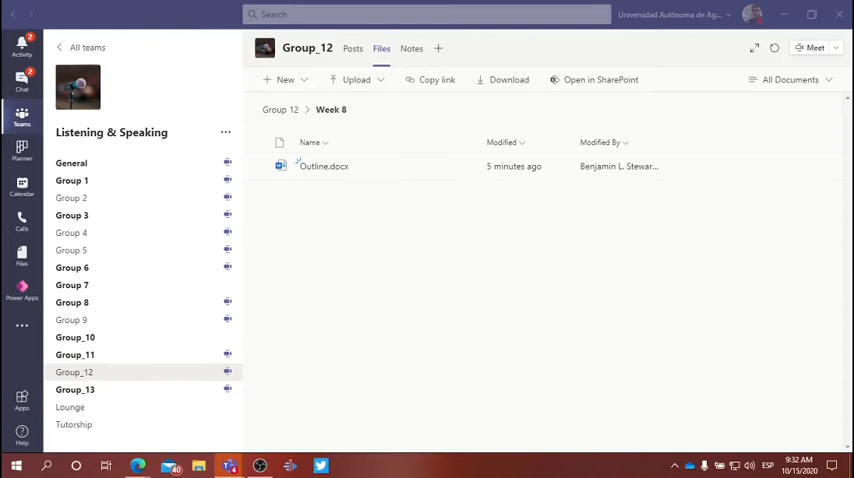 Search
Universidad Autónoma de Ag...
2
Activity
2
Chat
Teams
Planner
Calendar
Calls
Files
Power Apps
Apps
Help
All teams
Listening & Speaking
General
Group 1
Group 2
Group 3
Group 4
Group 5
Group 6
Group 7
Group 8
Group 9
Group_10
Group_11
Group_12
Group_13
Lounge
Tutorship
Group_12 Posts Files Notes
Meet
New Upload Copy link Download Open in SharePoint All Documents
Group 12 > Week 8
Name Modified Modified By
Outline.docx 5 minutes ago Benjamin L. Stewar...
40
4
ESP
9:32 AM
10/15/2020